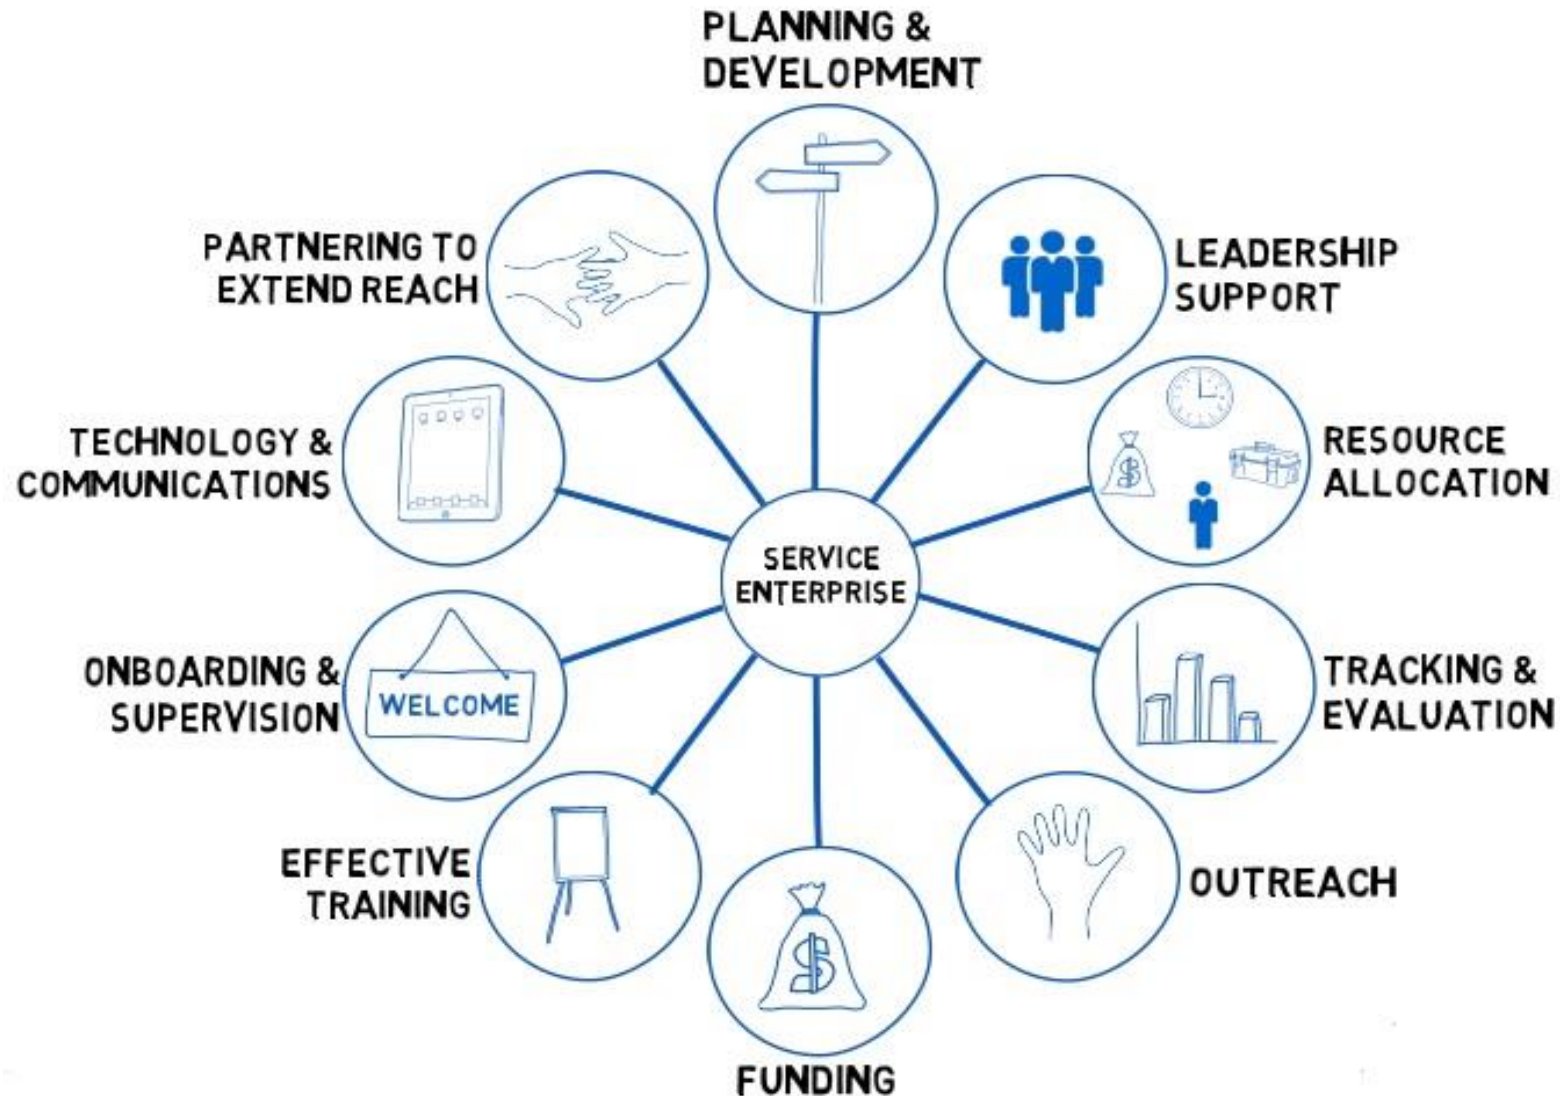 PLANNING &
DEVELOPMENT
LEADERSHIP
SUPPORT
RESOURCE
ALLOCATION
TRACKING &
EVALUATION
OUTREACH
FUNDING
EFFECTIVE
TRAINING
ONBOARDING &
SUPERVISION
WELCOME
TECHNOLOGY &
COMMUNICATIONS
PARTNERING TO
EXTEND REACH
SERVICE
ENTERPRISE
$
$